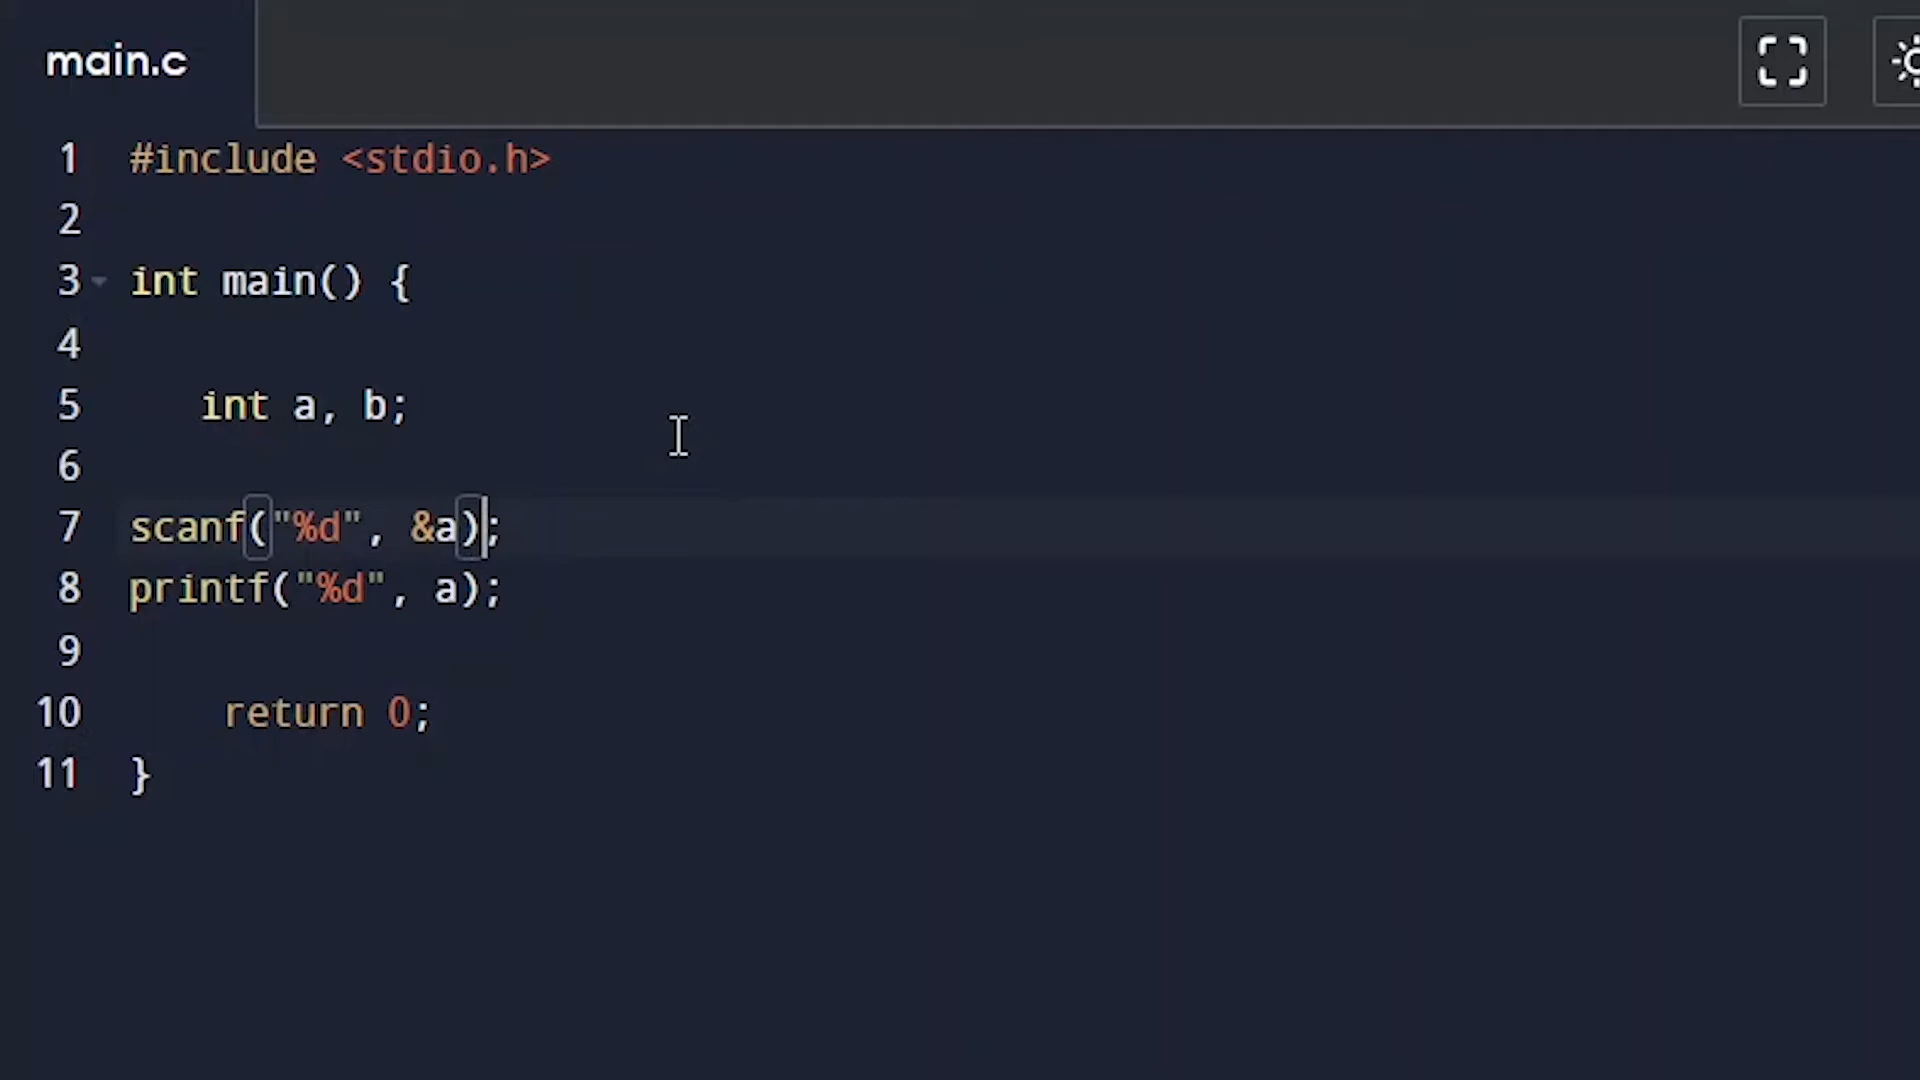 main.c
1 #include <stdio.h>
2
3 int main() {
4
5    int a, b;
6
7 scanf("%d", &a);
8 printf("%d", a);
9
10     return 0;
11 }